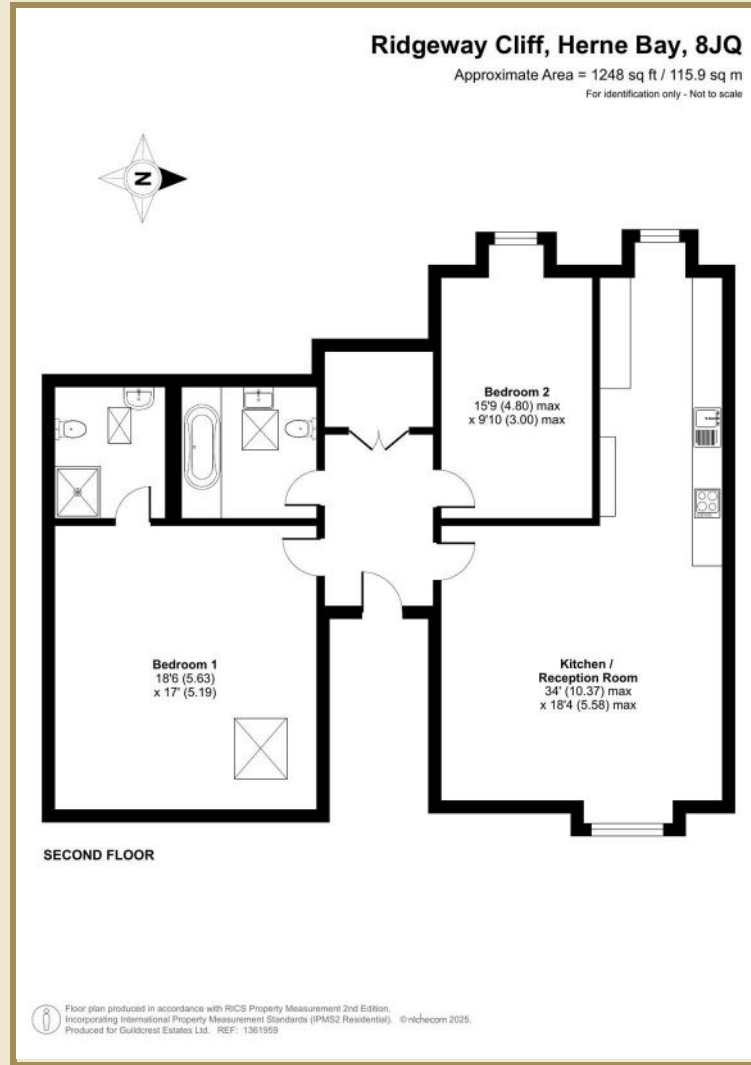 Ridgeway Cliff, Herne Bay, 8JQ
Approximate Area = 1248 sq ft / 115.9 sq m
For identification only - Not to scale
N
Bedroom 2
15'9 (4.80) max
x 9'10 (3.00) max
Bedroom 1
18'6 (5.63)
x 17' (5.19)
Kitchen /
Reception Room
34' (10.37) max
x 18'4 (5.58) max
SECOND FLOOR
Floor plan produced in accordance with RICS Property Measurement 2nd Edition,
Incorporating International Property Measurement Standards (IPMS2 Residential). © nichecom 2025.
Produced for Guildcrest Estates Ltd. REF: 1361959